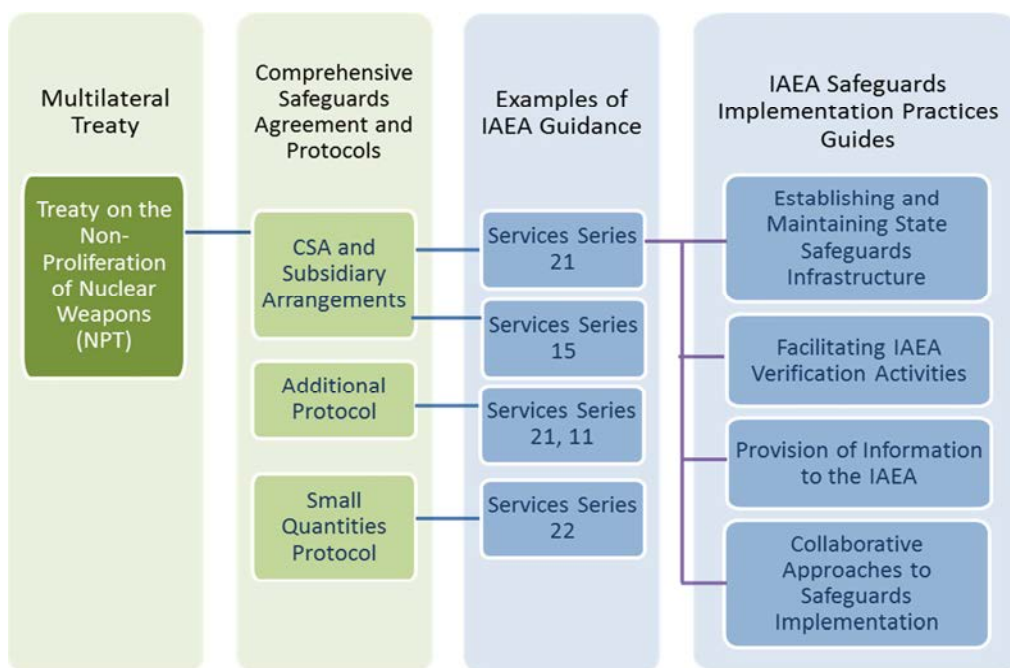 Multilateral
Treaty
Treaty on the
Non-
Proliferation
of Nuclear
Weapons
(NPT)
Comprehensive
Safeguards
Agreement and
Protocols
CSA and
Subsidiary
Arrangements
Additional
Protocol
Small
Quantities
Protocol
Examples of
IAEA Guidance
Services Series
21
Services Series
15
Services Series
21, 11
Services Series
22
IAEA Safeguards
Implementation Practices
Guides
Establishing and
Maintaining State
Safeguards
Infrastructure
Facilitating IAEA
Verification Activities
Provision of Information
to the IAEA
Collaborative
Approaches to
Safeguards
Implementation